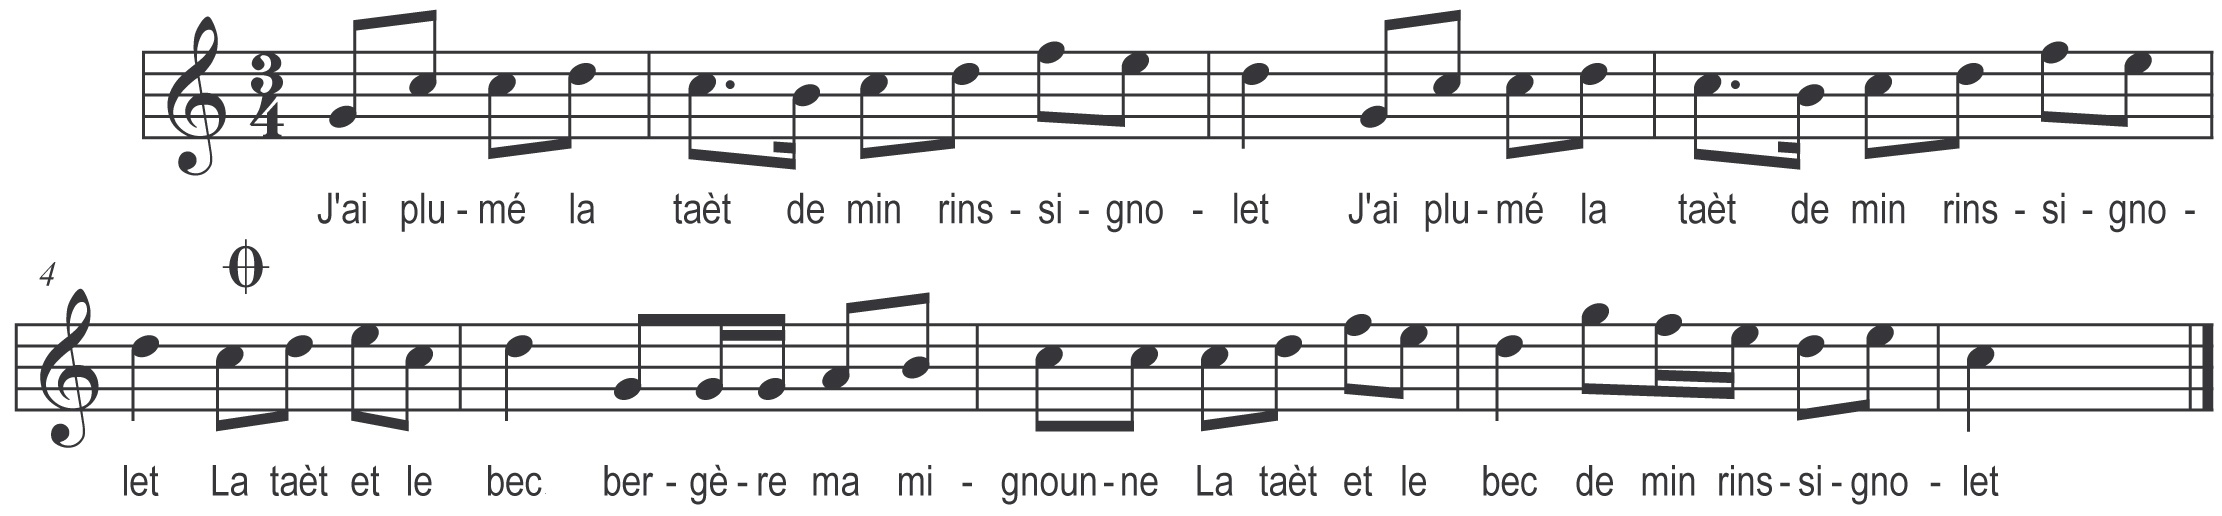 3
4
J'ai plu - mé la taèt de min rins - si - gno - let J'ai plu - mé la taèt de min rins - si - gno -
4
let La taèt et le bec ber - gè - re ma mi - gnoun - ne La taèt et le bec de min rins - si - gno - let